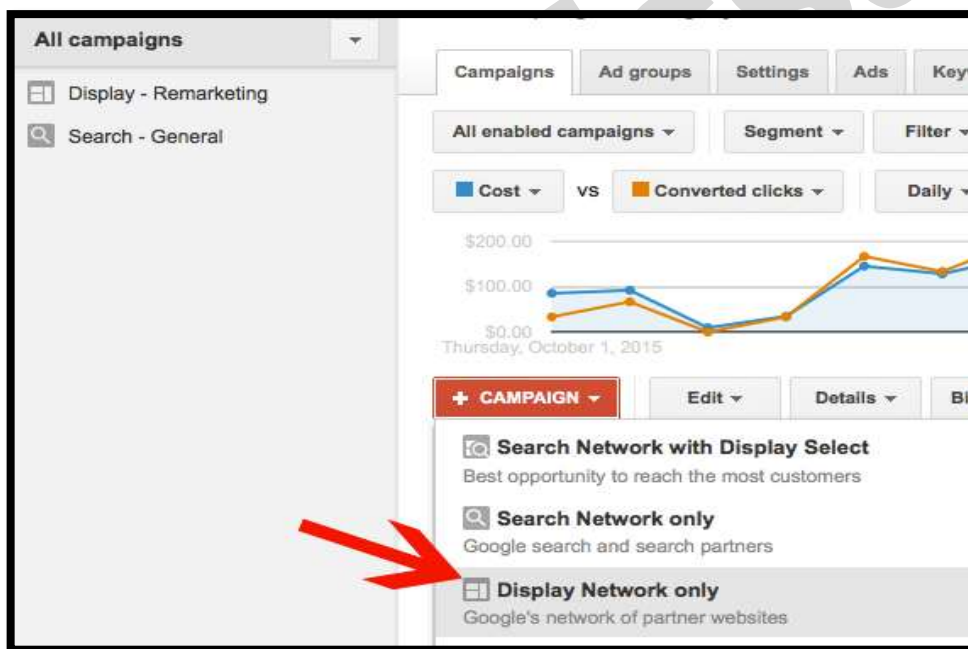 All campaigns
Display - Remarketing
Search - General
Campaigns
Ad groups
Settings
Ads
All enabled campaigns
Segment
Filter
Cost
vs
Converted clicks
Daily
$200.00
$100.00
$0.00
Thursday, October 1, 2015
+ CAMPAIGN
Edit
Details
Search Network with Display Select
Best opportunity to reach the most customers
Search Network only
Google search and search partners
Display Network only
Google's network of partner websites